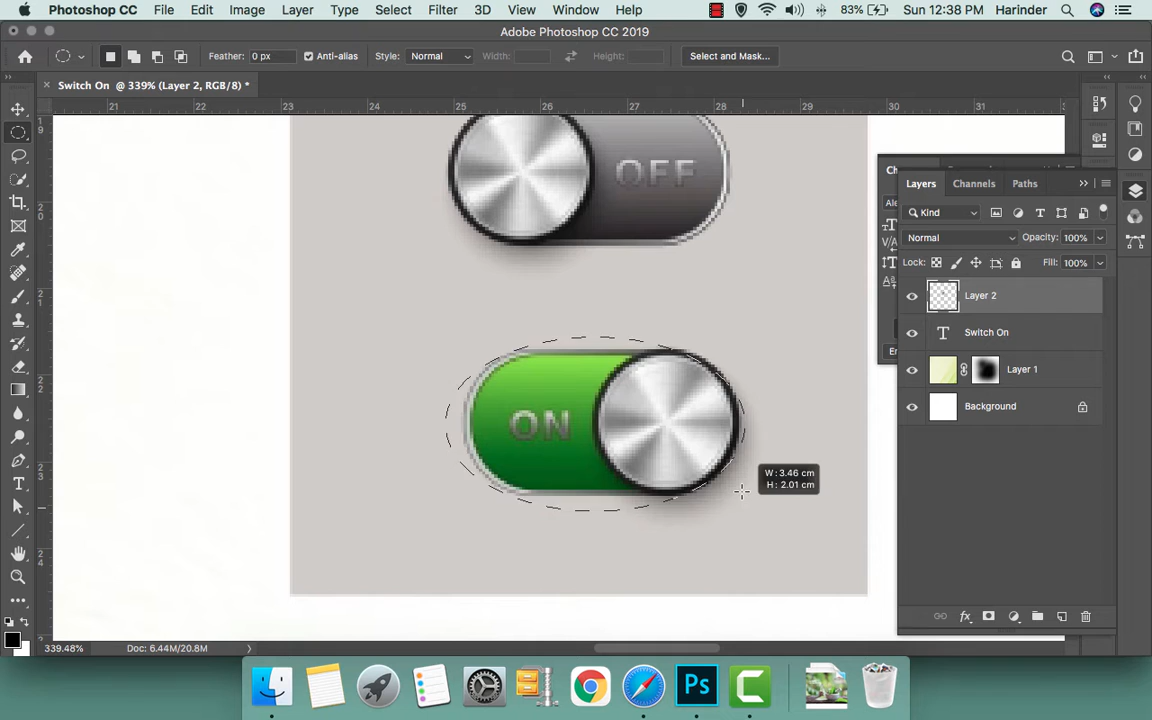 Photoshop CC File Edit Image Layer Type Select Filter 3D View Window Help 83% Sun 12:38 PM Harinder
Adobe Photoshop CC 2019
Feather: 0 px Anti-alias Style: Normal Width: Height: Select and Mask...
Switch On @ 339% (Layer 2, RGB/8) *
21 22 23 24 25 26 27 28 29 30 31
OFF
Layers Channels Paths
Kind
Normal Opacity: 100%
Lock: Fill: 100%
Layer 2
Switch On
Layer 1
Background
ON
W: 3.46 cm
H: 2.01 cm
339.48% Doc: 6.44M/20.8M
Ps